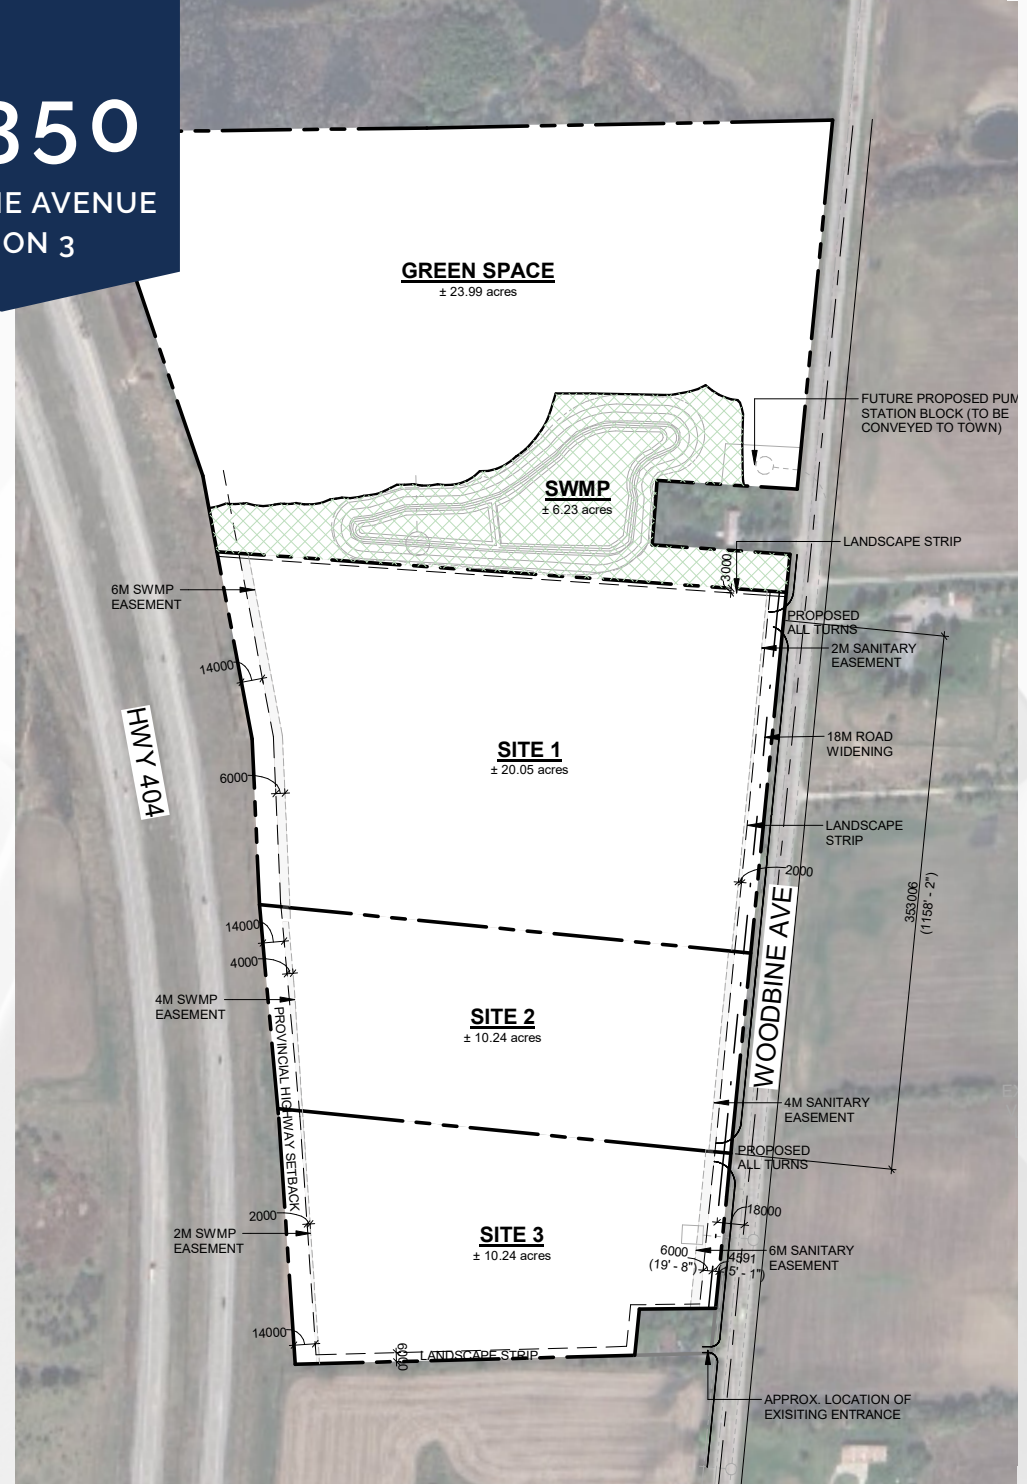 350
E AVENUE
ON 3
GREEN SPACE
± 23.99 acres
FUTURE PROPOSED PUM
STATION BLOCK (TO BE
CONVEYED TO TOWN)
SWMP
± 6.23 acres
LANDSCAPE STRIP
3000
6M SWMP
EASEMENT
PROPOSED
ALL TURNS
2M SANITARY
EASEMENT
14000
HWY 404
SITE 1
± 20.05 acres
18M ROAD
WIDENING
6000
LANDSCAPE
STRIP
2000
353006
(1158' - 2")
WOODBINE AVE
14000
4000
4M SWMP
EASEMENT
PROVINCIAL HIGHWAY SETBACK
SITE 2
± 10.24 acres
4M SANITARY
EASEMENT
PROPOSED
ALL TURNS
2000
2M SWMP
EASEMENT
SITE 3
± 10.24 acres
18000
6000
(19' - 8")
4591
5' - 1")
6M SANITARY
EASEMENT
14000
6000
LANDSCAPE STRIP
APPROX. LOCATION OF
EXISITING ENTRANCE